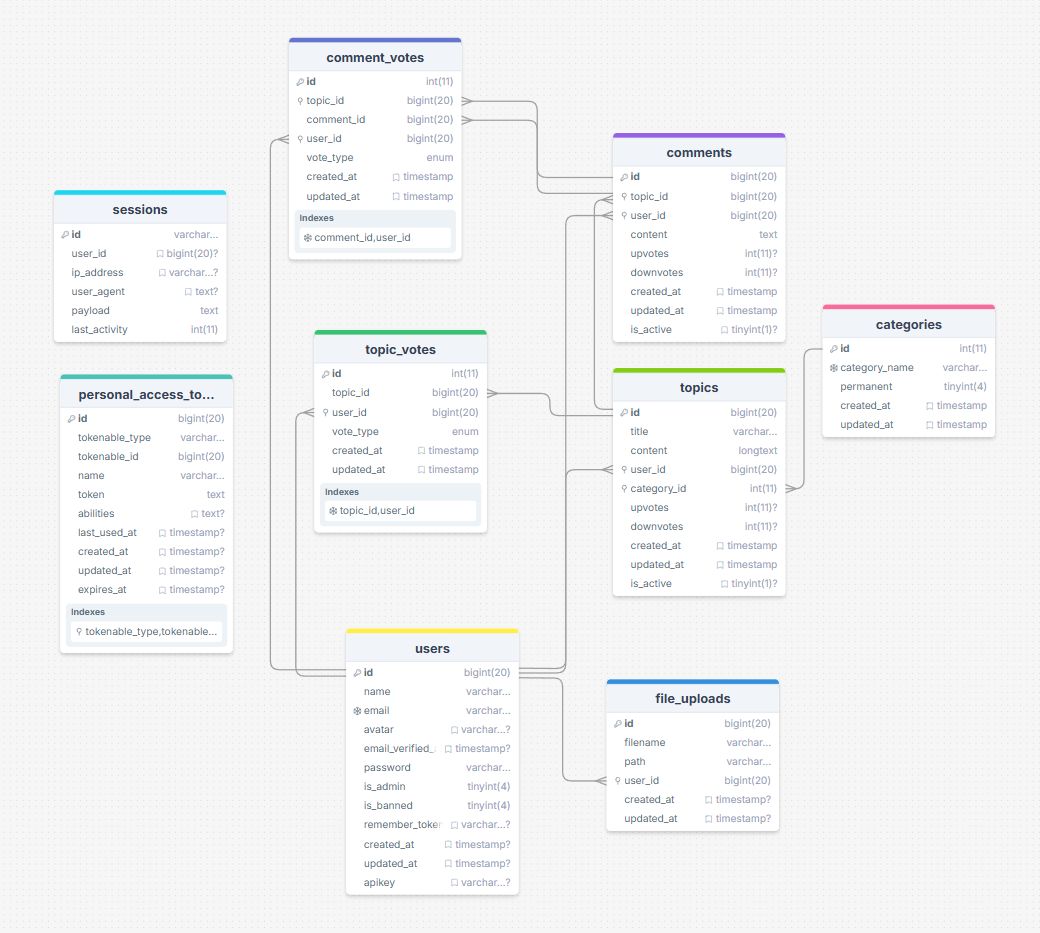 comment_votes
id int(11)
topic_id bigint(20)
comment_id bigint(20)
user_id bigint(20)
vote_type enum
created_at timestamp
updated_at timestamp
Indexes
comment_id,user_id
comments
id bigint(20)
topic_id bigint(20)
user_id bigint(20)
content text
upvotes int(11)?
downvotes int(11)?
created_at timestamp
updated_at timestamp
is_active tinyint(1)?
sessions
id varchar...
user_id bigint(20)?
ip_address varchar...?
user_agent text?
payload text
last_activity int(11)
categories
id int(11)
category_name varchar...
permanent tinyint(4)
created_at timestamp
updated_at timestamp
topic_votes
id int(11)
topic_id bigint(20)
user_id bigint(20)
vote_type enum
created_at timestamp
updated_at timestamp
Indexes
topic_id,user_id
topics
id bigint(20)
title varchar...
content longtext
user_id bigint(20)
category_id int(11)
upvotes int(11)?
downvotes int(11)?
created_at timestamp
updated_at timestamp
is_active tinyint(1)?
personal_access_to...
id bigint(20)
tokenable_type varchar...
tokenable_id bigint(20)
name varchar...
token text
abilities text?
last_used_at timestamp?
created_at timestamp?
updated_at timestamp?
expires_at timestamp?
Indexes
tokenable_type,tokenable...
users
id bigint(20)
name varchar...
email varchar...
avatar varchar...?
email_verified_ timestamp?
password varchar...
is_admin tinyint(4)
is_banned tinyint(4)
remember_token varchar...?
created_at timestamp?
updated_at timestamp?
apikey varchar...?
file_uploads
id bigint(20)
filename varchar...
path varchar...
user_id bigint(20)
created_at timestamp?
updated_at timestamp?